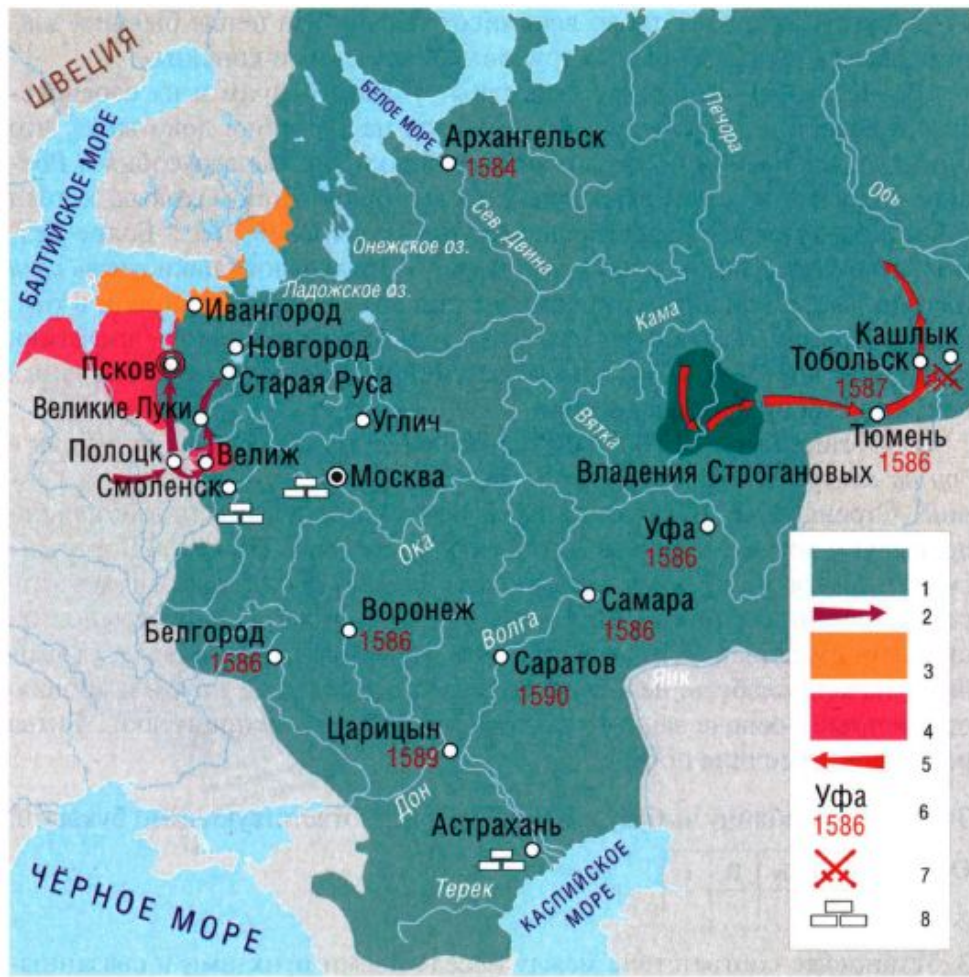 ШВЕЦИЯ
БАЛТИЙСКОЕ МОРЕ
БЕЛОЕ МОРЕ
Архангельск
1584
Печора
Обь
Сев. Двина
Онежское оз.
Ладожское оз.
Ивангород
Новгород
Псков
Старая Руса
Кама
Кашлык
Тобольск
1587
Великие Луки
Углич
Вятка
Тюмень
1586
Полоцк
Велиж
Владения Строгановых
Смоленск
Москва
Ока
Уфа
1586
Самара
1586
Воронеж
1586
Волга
Белгород
1586
Саратов
1590
ЯИК
Царицын
1589
Дон
Астрахань
Терек
КАСПИЙСКОЕ
МОРЕ
ЧЁРНОЕ МОРЕ
1
2
3
4
5
Уфа
1586
6
7
8